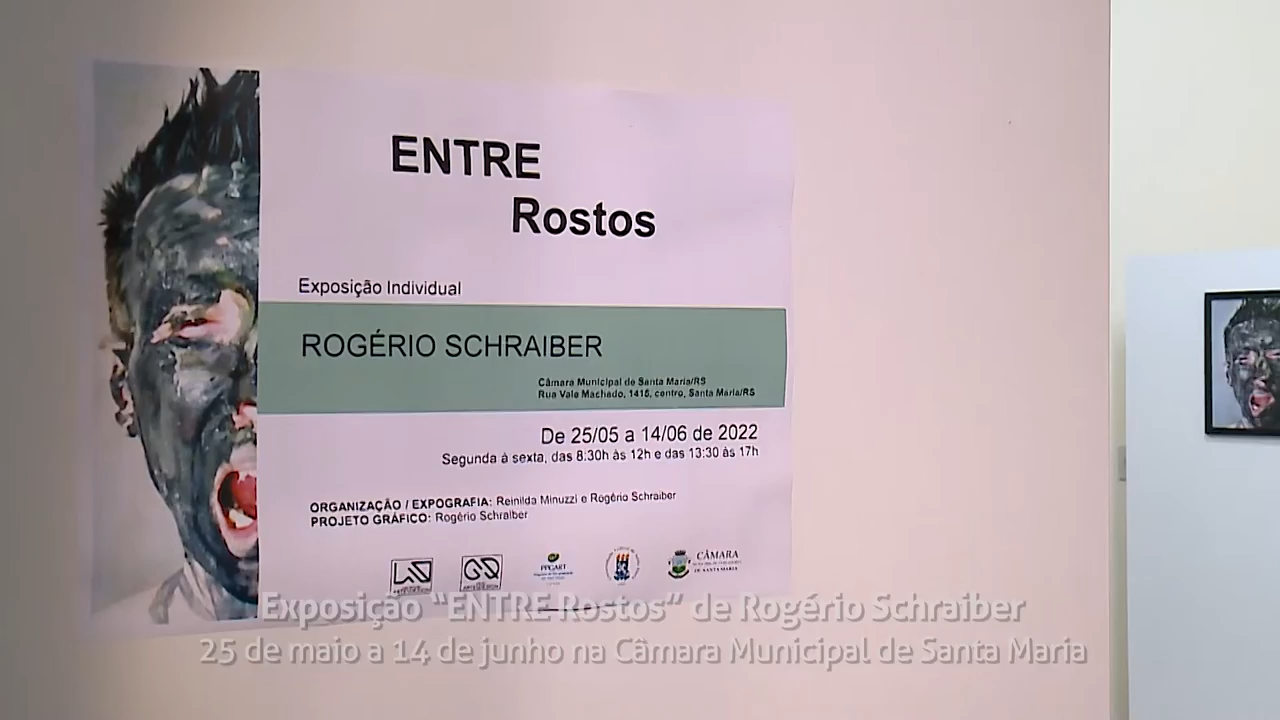 ENTRE
Rostos
Exposição Individual
ROGÉRIO SCHRAIBER
Câmara Municipal de Santa Maria/RS
Rua Vale Machado, 1415, centro, Santa Maria/RS
De 25/05 a 14/06 de 2022
Segunda à sexta, das 8:30h às 12h e das 13:30 às 17h
ORGANIZAÇÃO / EXPOGRAFIA: Reinilda Minuzzi e Rogério Schraiber
PROJETO GRÁFICO: Rogério Schraiber
PPGART
CÂMARA
DE SANTA MARIA
Exposição “ENTRE Rostos” de Rogério Schraiber
25 de maio a 14 de junho na Câmara Municipal de Santa Maria